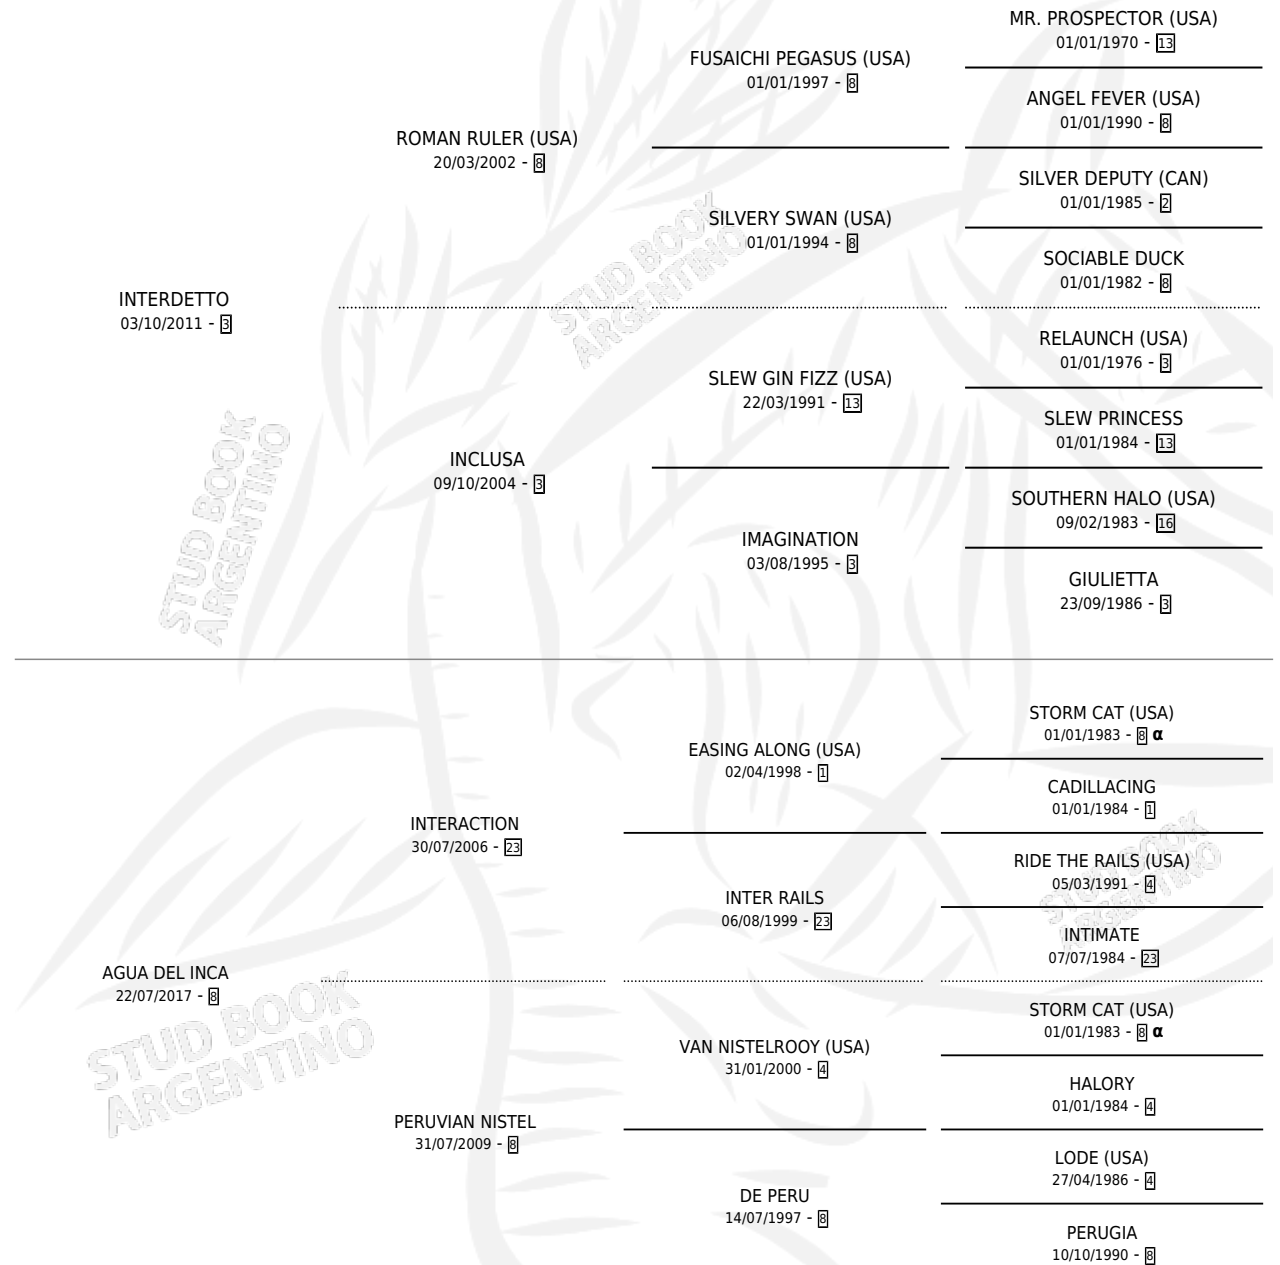 MR. PROSPECTOR (USA)
01/01/1970 - 13
FUSAICHI PEGASUS (USA)
01/01/1997 - 8
ANGEL FEVER (USA)
01/01/1990 - 8
ROMAN RULER (USA)
20/03/2002 - 8
SILVER DEPUTY (CAN)
01/01/1985 - 2
SILVERY SWAN (USA)
01/01/1994 - 8
SOCIABLE DUCK
01/01/1982 - 8
INTERDETTO
03/10/2011 - 3
RELAUNCH (USA)
01/01/1976 - 3
SLEW GIN FIZZ (USA)
22/03/1991 - 13
SLEW PRINCESS
01/01/1984 - 13
INCLUSA
09/10/2004 - 3
SOUTHERN HALO (USA)
09/02/1983 - 16
IMAGINATION
03/08/1995 - 3
GIULIETTA
23/09/1986 - 3
STORM CAT (USA)
01/01/1983 - 8 α
EASING ALONG (USA)
02/04/1998 - 1
CADILLACING
01/01/1984 - 1
INTERACTION
30/07/2006 - 23
RIDE THE RAILS (USA)
05/03/1991 - 4
INTER RAILS
06/08/1999 - 23
INTIMATE
07/07/1984 - 23
AGUA DEL INCA
22/07/2017 - 8
STORM CAT (USA)
01/01/1983 - 8 α
VAN NISTELROOY (USA)
31/01/2000 - 4
HALORY
01/01/1984 - 4
PERUVIAN NISTEL
31/07/2009 - 8
LODE (USA)
27/04/1986 - 4
DE PERU
14/07/1997 - 8
PERUGIA
10/10/1990 - 8
STUD BOOK
ARGENTINO
STUD BOOK
ARGENTINO
STUD BOOK
ARGENTINO
STUD BOOK
ARGENTINO